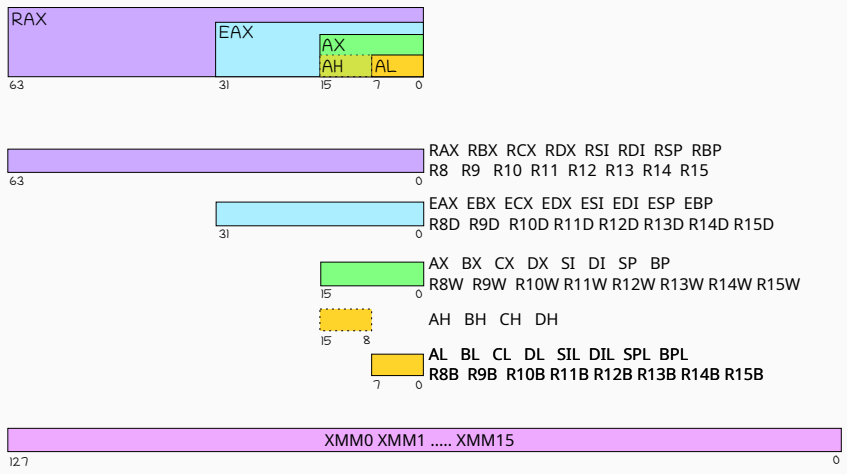 RAX
EAX
AX
AH AL
63 31 15 7 0
RAX RBX RCX RDX RSI RDI RSP RBP
R8 R9 R10 R11 R12 R13 R14 R15
63 0
EAX EBX ECX EDX ESI EDI ESP EBP
R8D R9D R10D R11D R12D R13D R14D R15D
31 0
AX BX CX DX SI DI SP BP
R8W R9W R10W R11W R12W R13W R14W R15W
15 0
AH BH CH DH
15 8
AL BL CL DL SIL DIL SPL BPL
R8B R9B R10B R11B R12B R13B R14B R15B
7 0
XMM0 XMM1 ..... XMM15
127 0